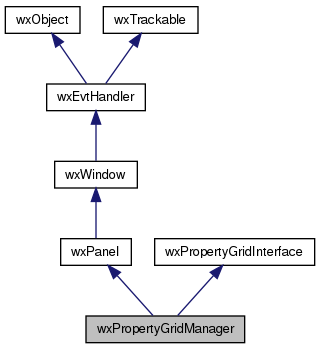 wxObject
wxTrackable
wxEvtHandler
wxWindow
wxPanel
wxPropertyGridInterface
wxPropertyGridManager